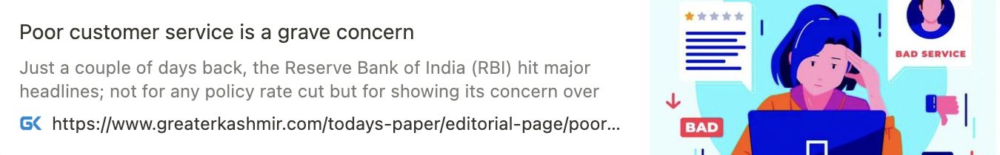 Poor customer service is a grave concern
Just a couple of days back, the Reserve Bank of India (RBI) hit major
headlines; not for any policy rate cut but for showing its concern over
GK https://www.greaterkashmir.com/todays-paper/editorial-page/poor...
BAD SERVICE
BAD